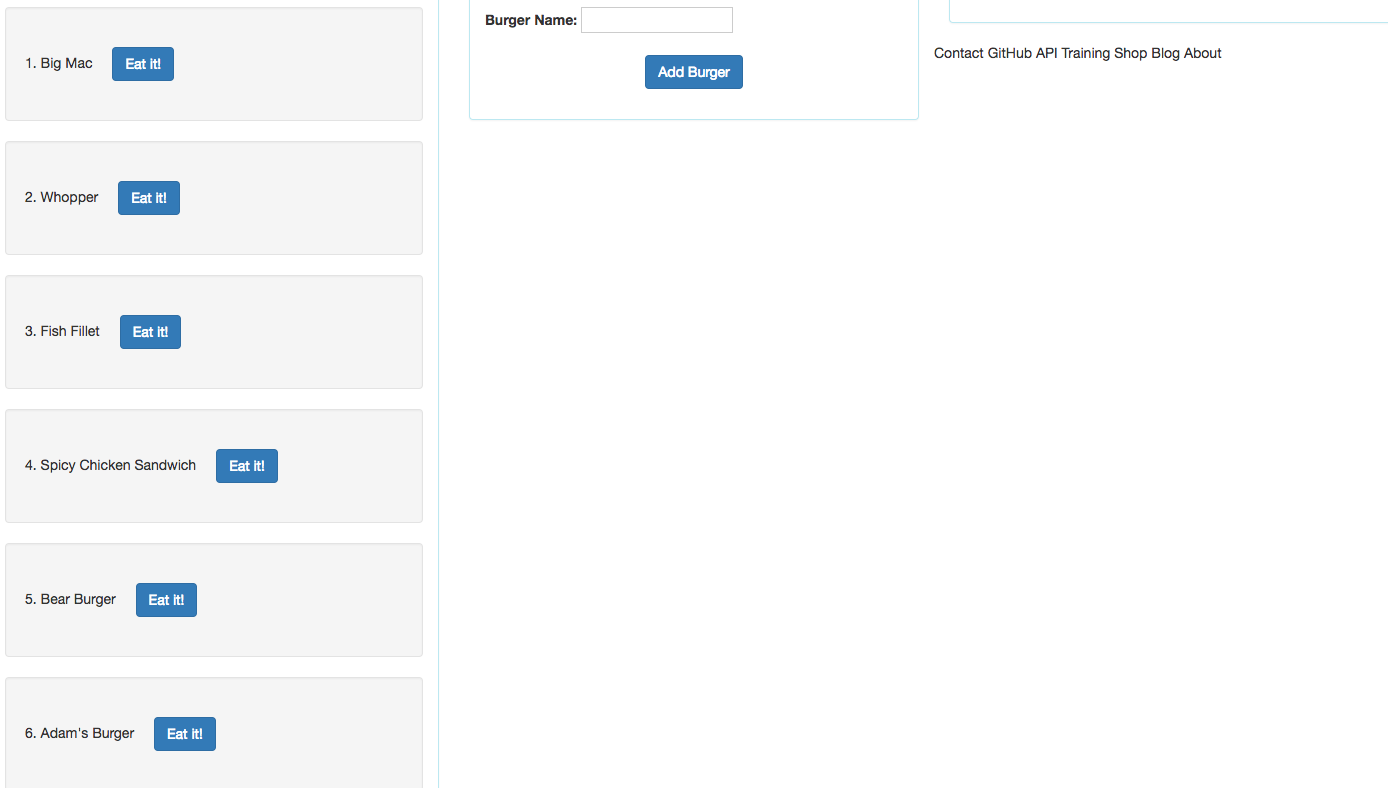 1. Big Mac Eat it!
2. Whopper Eat it!
3. Fish Fillet Eat it!
4. Spicy Chicken Sandwich Eat it!
5. Bear Burger Eat it!
6. Adam's Burger Eat it!
Burger Name:
Add Burger
Contact GitHub API Training Shop Blog About